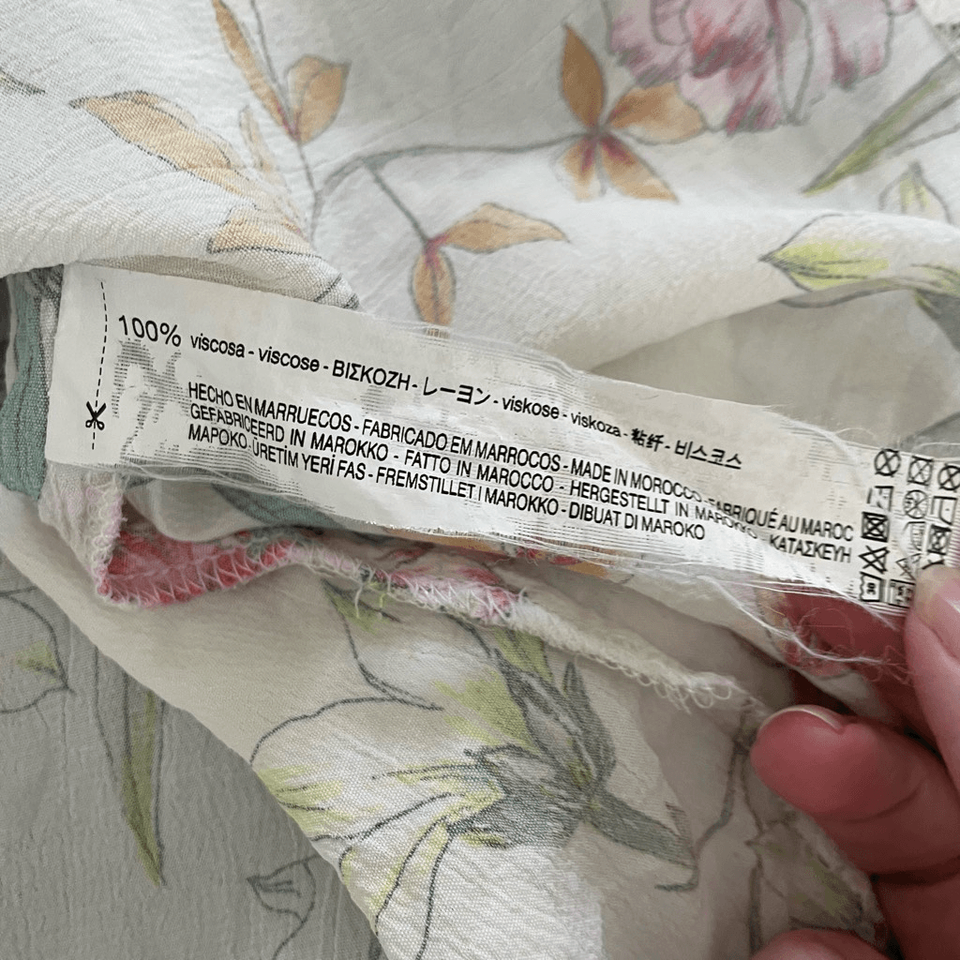 100% viscosa - viscose - ΒΙΣΚΟΖΗ - レーヨン - viskose - viskoza - 粘纤 - 비스코스
HECHO EN MARRUECOS - FABRICADO EM MARROCOS - MADE IN MOROCCO - FABRIQUÉ AU MAROC
GEFABRICEERD IN MAROKKO - FATTO IN MAROCCO - HERGESTELLT IN MAROKKO - ΚΑΤΑΣΚΕΥΗ
ΜΑΡΟΚΟ - ÜRETİM YERİ FAS - FREMSTILLET I MAROKKO - DIBUAT DI MAROKO